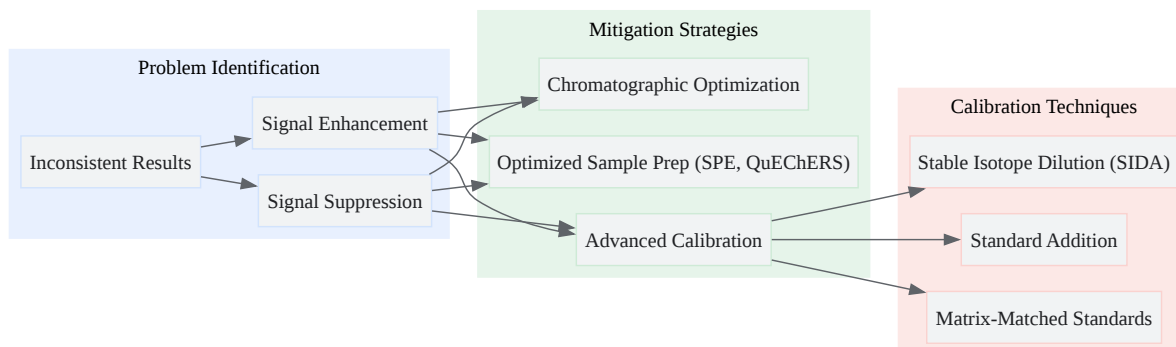 Problem Identification
Inconsistent Results
Signal Enhancement
Signal Suppression
Mitigation Strategies
Chromatographic Optimization
Optimized Sample Prep (SPE, QuEChERS)
Advanced Calibration
Calibration Techniques
Stable Isotope Dilution (SIDA)
Standard Addition
Matrix-Matched Standards